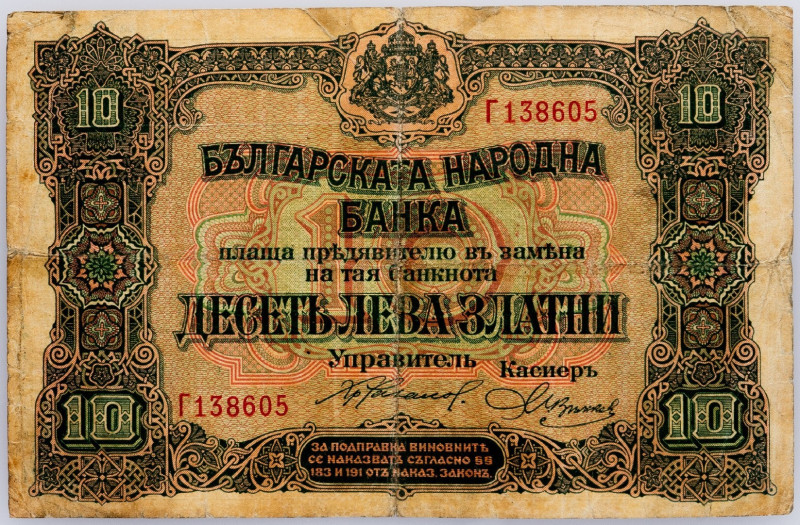 10 10
Г 138605
БЪЛГАРСКАТА НАРОДНА
БАНКА
плаща прѣдявителю въ замѣна
на тая банкнота
ДЕСЕТЬ ЛЕВА ЗЛАТНИ
Управитель Касиеръ
Г 138605
10 10
ЗА ПОДПРАВКА ВИНОВНИТѢ
СЕ НАКАЗВАТЪ СЪГЛАСНО §§
183 И 191 ОТЪ НАКАЗ. ЗАКОНЪ.